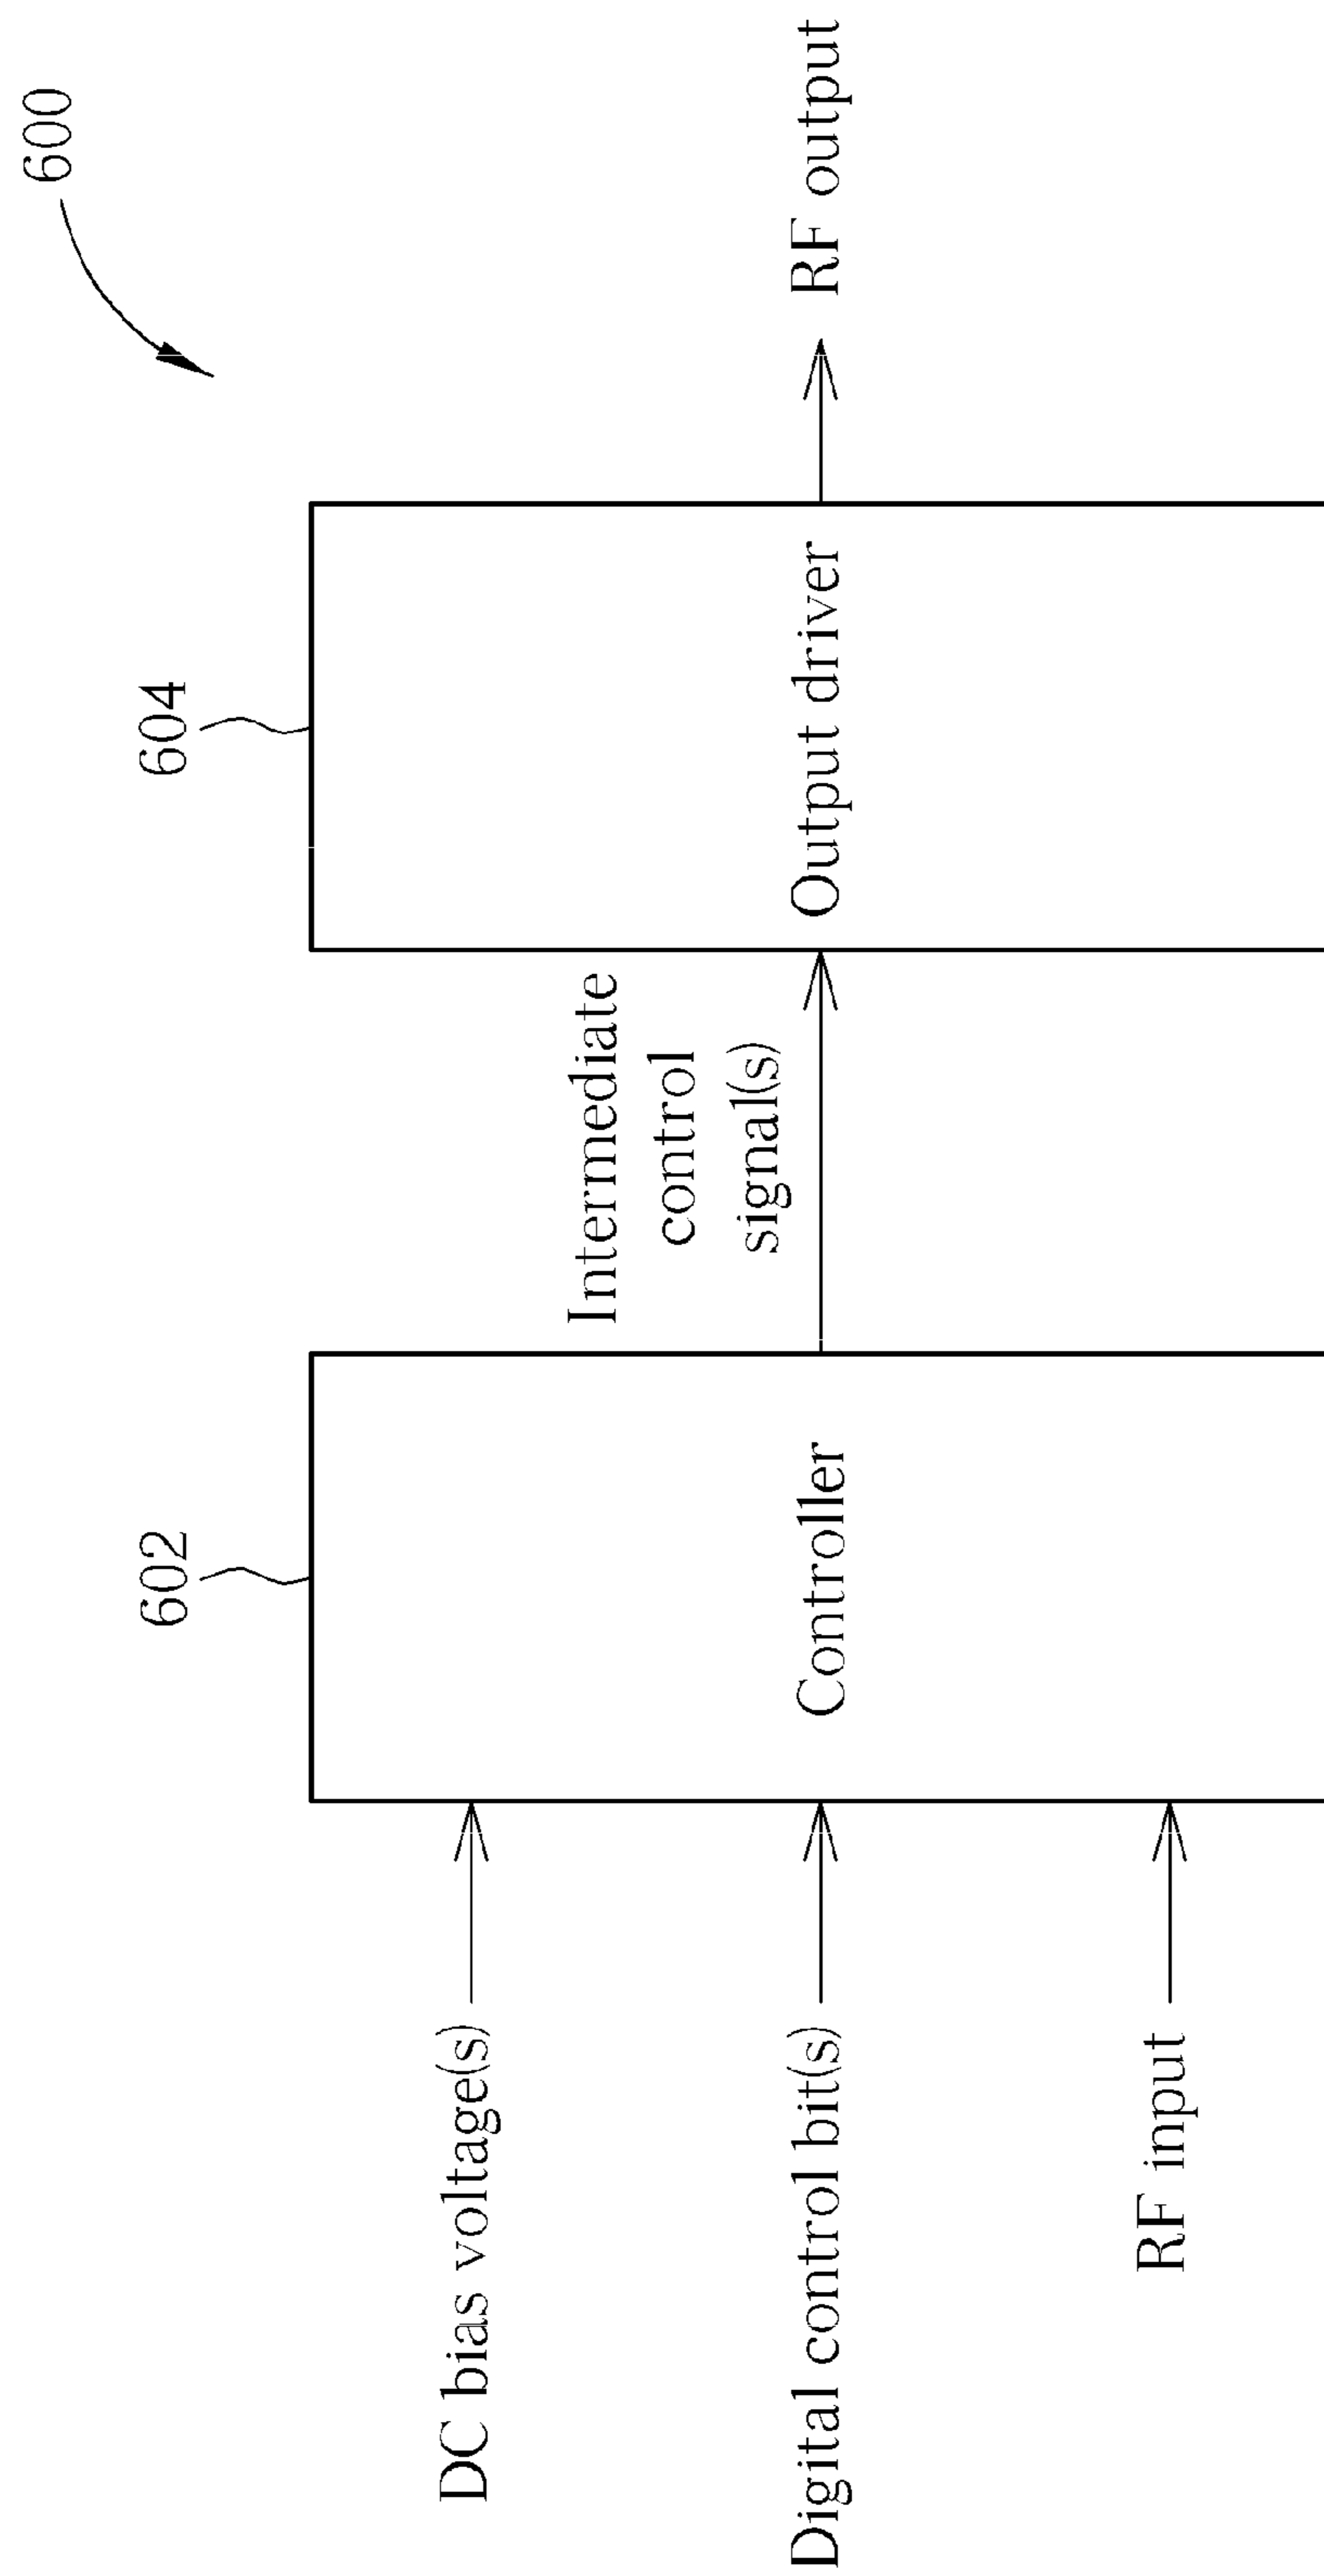 600
602
604
DC bias voltage(s)
Digital control bit(s)
RF input
Controller
Intermediate
control
signal(s)
Output driver
RF output